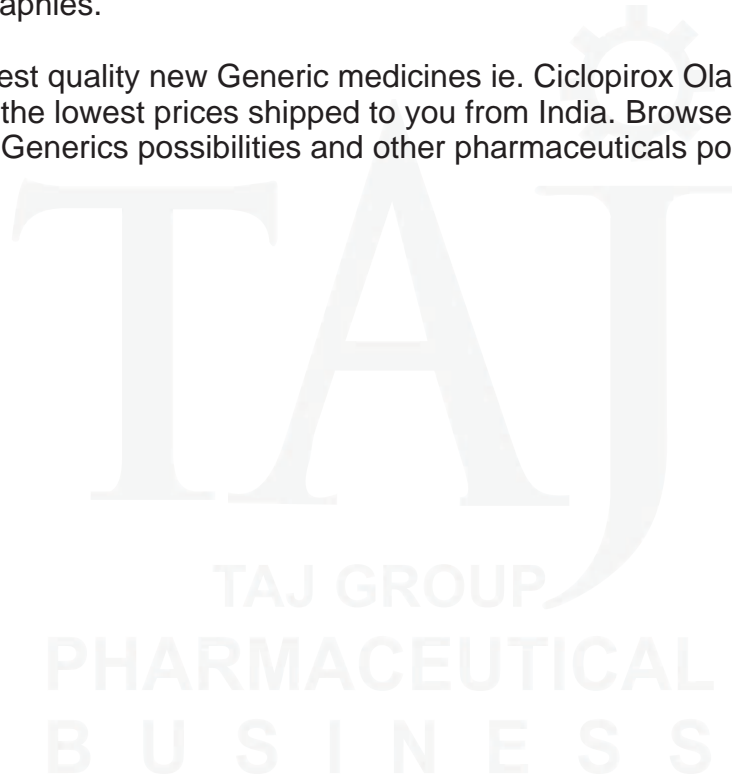 est quality new Generic medicines ie. Ciclopirox Ola
the lowest prices shipped to you from India. Browse
Generics possibilities and other pharmaceuticals po
TAJ
TAJ GROUP
PHARMACEUTICAL
BUSINESS